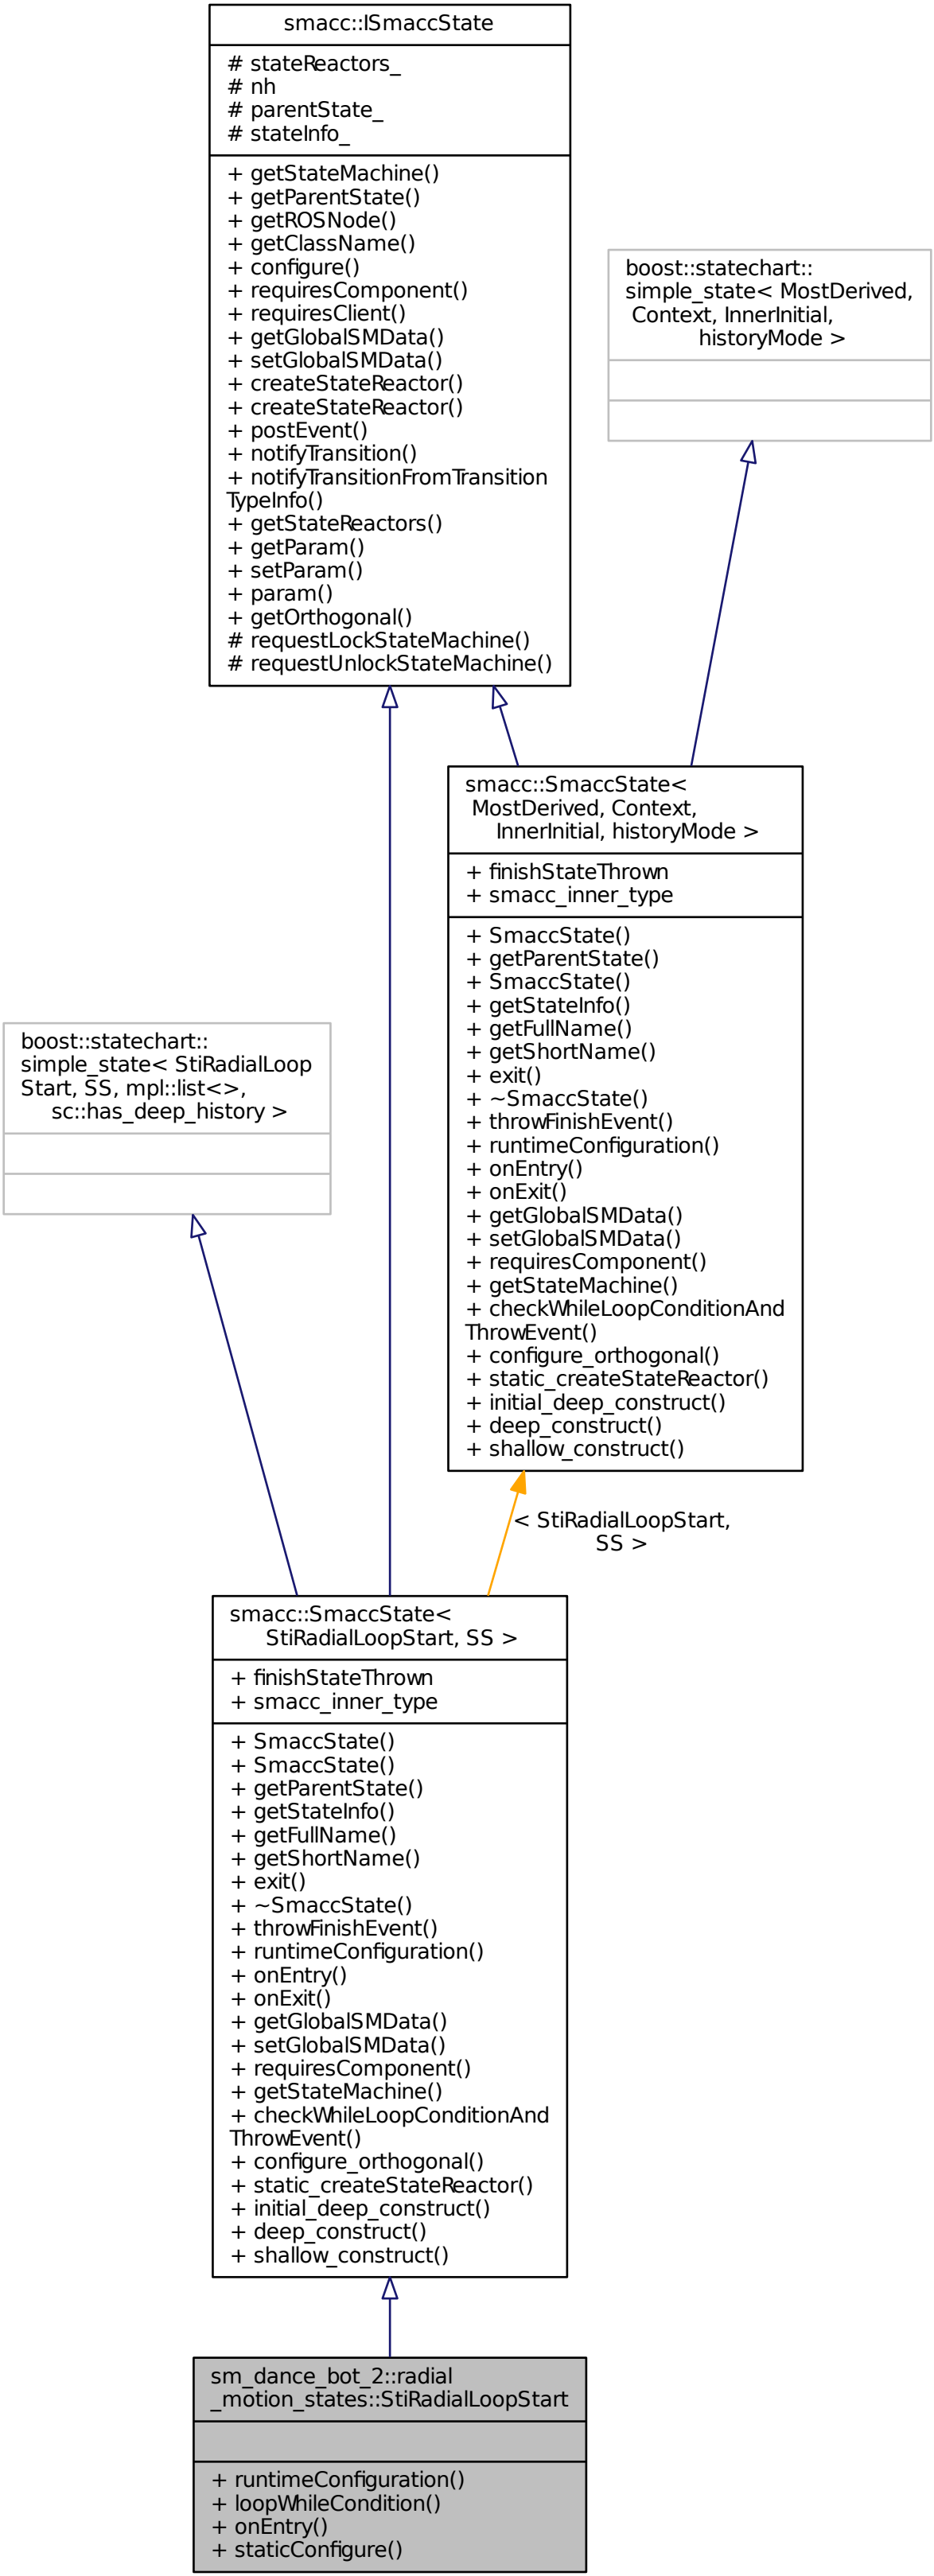 smacc::ISmaccState
# stateReactors_
# nh
# parentState_
# stateInfo_
+ getStateMachine()
+ getParentState()
+ getROSNode()
+ getClassName()
+ configure()
+ requiresComponent()
+ requiresClient()
+ getGlobalSMData()
+ setGlobalSMData()
+ createStateReactor()
+ createStateReactor()
+ postEvent()
+ notifyTransition()
+ notifyTransitionFromTransition
TypeInfo()
+ getStateReactors()
+ getParam()
+ setParam()
+ param()
+ getOrthogonal()
# requestLockStateMachine()
# requestUnlockStateMachine()
boost::statechart::
simple_state< MostDerived,
Context, InnerInitial,
historyMode >
smacc::SmaccState<
MostDerived, Context,
InnerInitial, historyMode >
+ finishStateThrown
+ smacc_inner_type
+ SmaccState()
+ getParentState()
+ SmaccState()
+ getStateInfo()
+ getFullName()
+ getShortName()
+ exit()
+ ~SmaccState()
+ throwFinishEvent()
+ runtimeConfiguration()
+ onEntry()
+ onExit()
+ getGlobalSMData()
+ setGlobalSMData()
+ requiresComponent()
+ getStateMachine()
+ checkWhileLoopConditionAnd
ThrowEvent()
+ configure_orthogonal()
+ static_createStateReactor()
+ initial_deep_construct()
+ deep_construct()
+ shallow_construct()
boost::statechart::
simple_state< StiRadialLoop
Start, SS, mpl::list<>,
sc::has_deep_history >
< StiRadialLoopStart,
SS >
smacc::SmaccState<
StiRadialLoopStart, SS >
+ finishStateThrown
+ smacc_inner_type
+ SmaccState()
+ SmaccState()
+ getParentState()
+ getStateInfo()
+ getFullName()
+ getShortName()
+ exit()
+ ~SmaccState()
+ throwFinishEvent()
+ runtimeConfiguration()
+ onEntry()
+ onExit()
+ getGlobalSMData()
+ setGlobalSMData()
+ requiresComponent()
+ getStateMachine()
+ checkWhileLoopConditionAnd
ThrowEvent()
+ configure_orthogonal()
+ static_createStateReactor()
+ initial_deep_construct()
+ deep_construct()
+ shallow_construct()
sm_dance_bot_2::radial
_motion_states::StiRadialLoopStart
+ runtimeConfiguration()
+ loopWhileCondition()
+ onEntry()
+ staticConfigure()